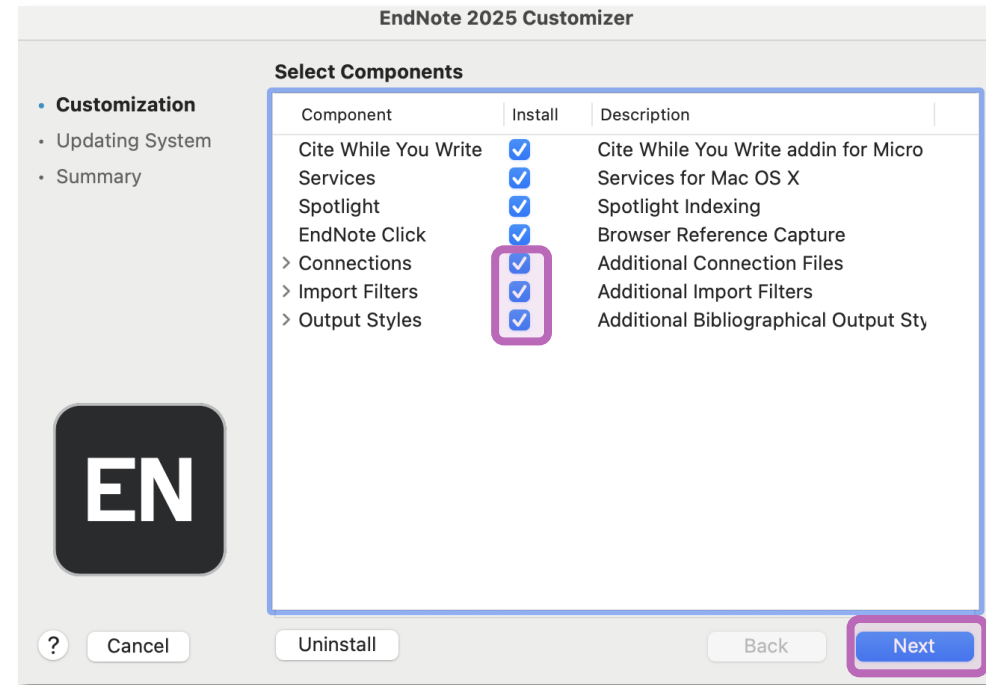 EndNote 2025 Customizer
Select Components
• Customization
• Updating System
• Summary
Component Install Description
Cite While You Write Cite While You Write addin for Micro
Services Services for Mac OS X
Spotlight Spotlight Indexing
EndNote Click Browser Reference Capture
Connections Additional Connection Files
Import Filters Additional Import Filters
Output Styles Additional Bibliographical Output Sty
EN
? Cancel Uninstall Back Next